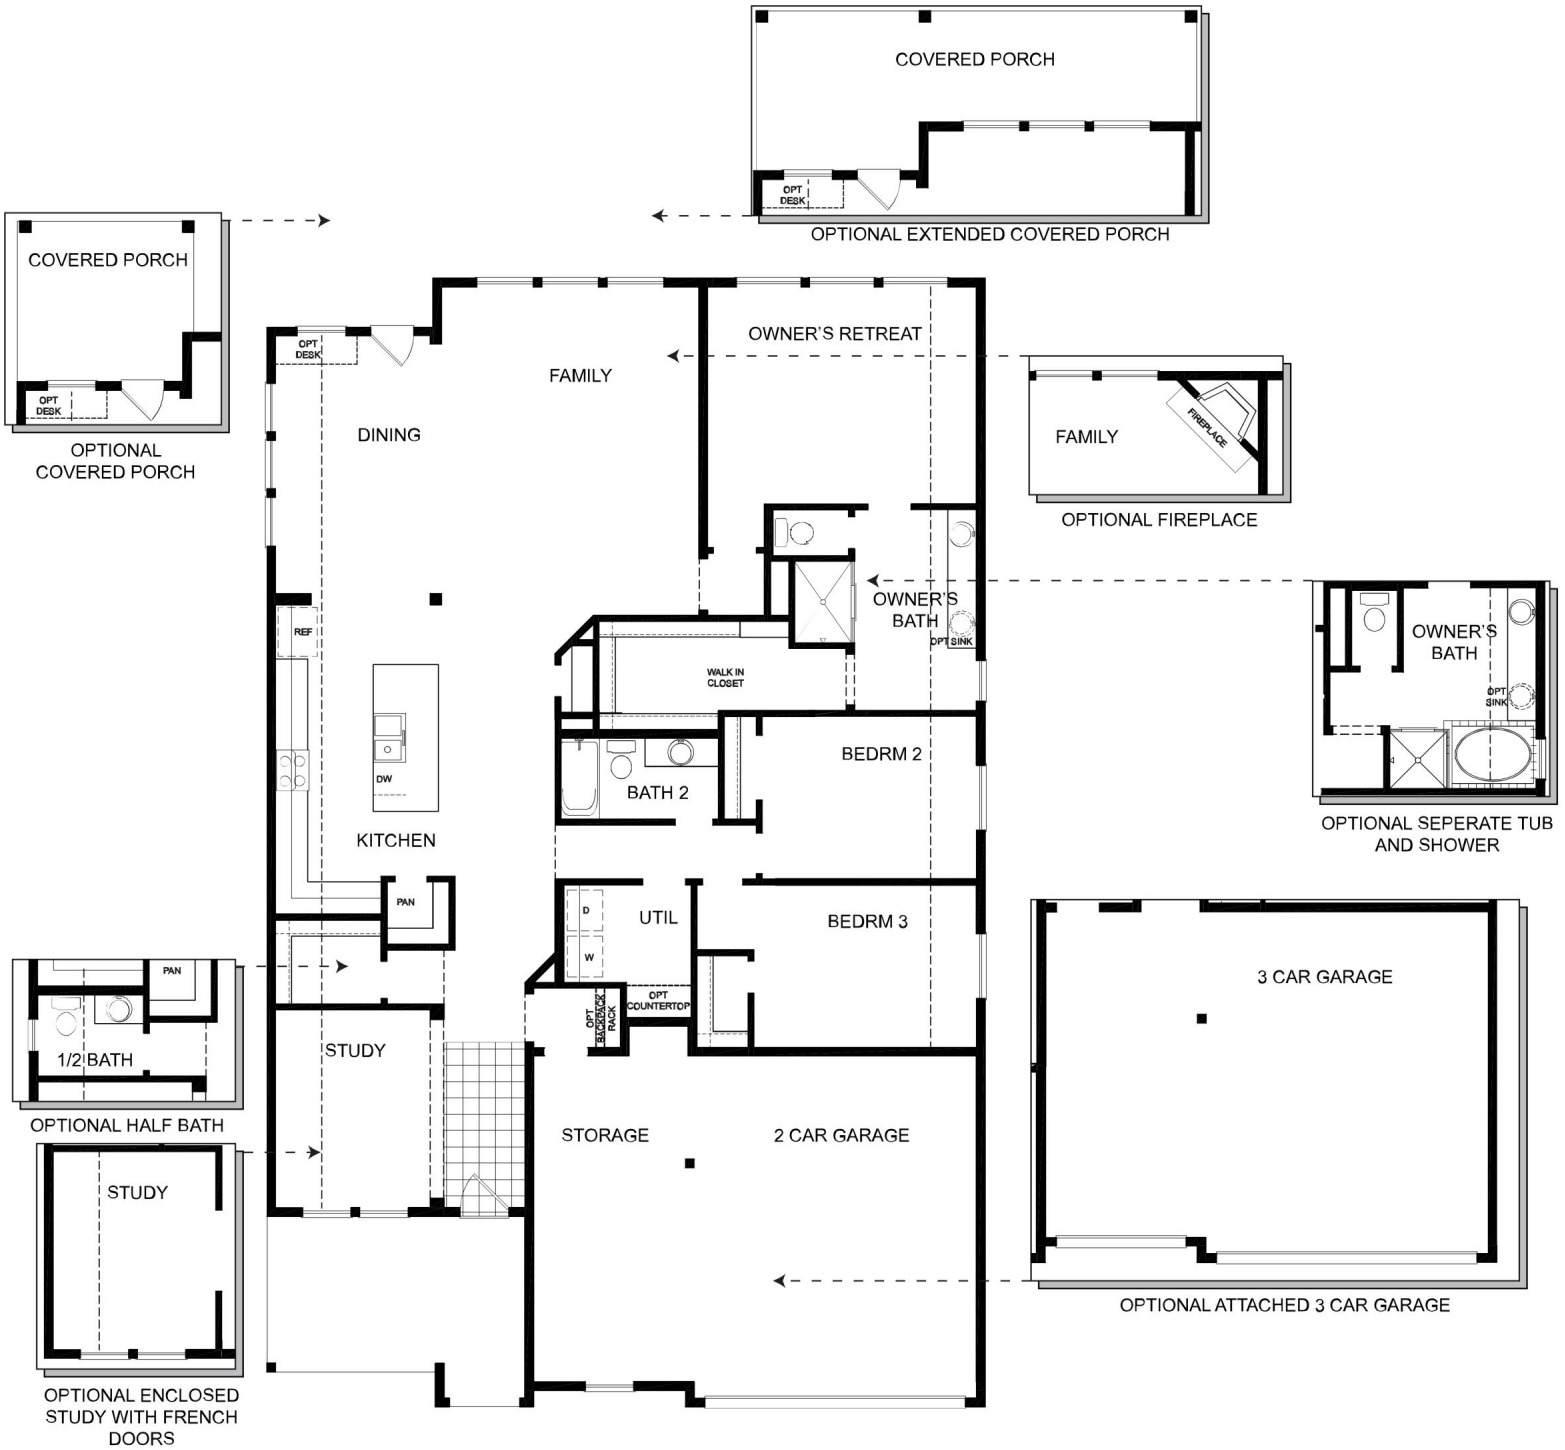 COVERED PORCH
OPT
DESK
OPTIONAL EXTENDED COVERED PORCH
COVERED PORCH
OPT
DESK
OPTIONAL
COVERED PORCH
OPT
DESK
DINING
FAMILY
OWNER'S RETREAT
FAMILY
FIREPLACE
OPTIONAL FIREPLACE
OWNER'S
BATH
OPT SINK
WALK IN
CLOSET
OWNER'S
BATH
OPT
SINK
OPTIONAL SEPERATE TUB
AND SHOWER
REF
DW
KITCHEN
PAN
BATH 2
BEDRM 2
D
W
UTIL
OPT
COUNTERTOP
OPT
BACKPACK
RACK
BEDRM 3
PAN
1/2 BATH
OPTIONAL HALF BATH
STUDY
STUDY
OPTIONAL ENCLOSED
STUDY WITH FRENCH
DOORS
STORAGE
2 CAR GARAGE
3 CAR GARAGE
OPTIONAL ATTACHED 3 CAR GARAGE